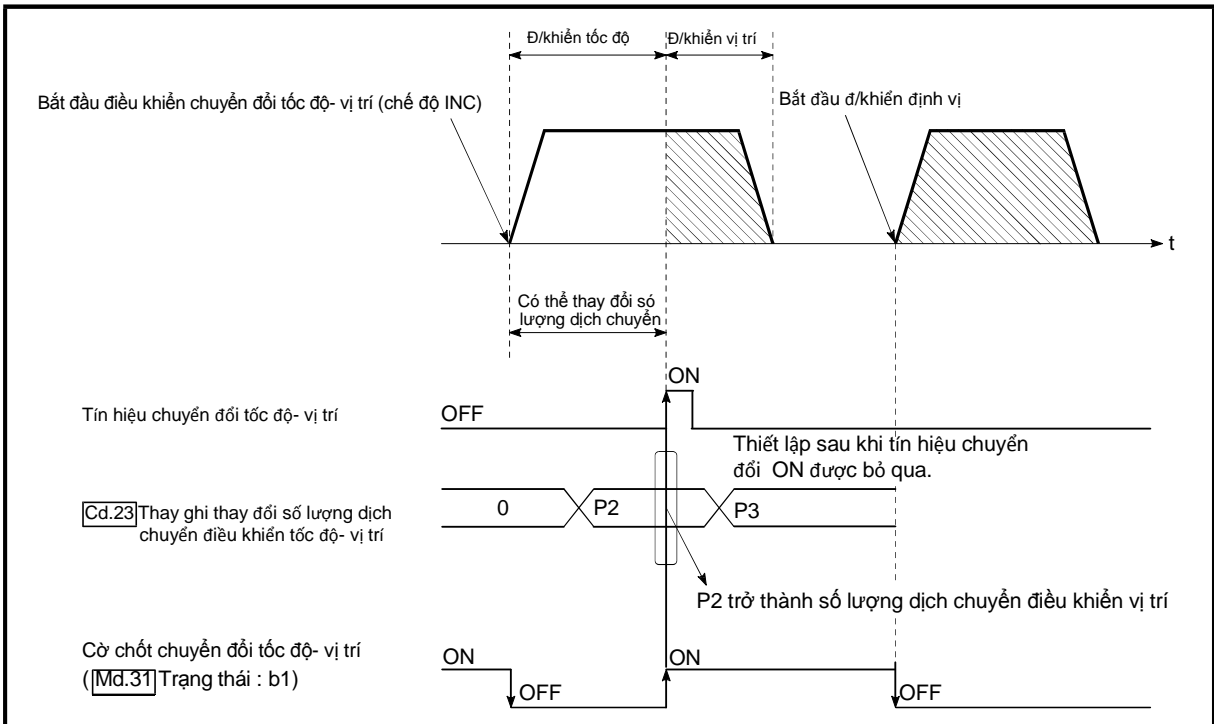 Đ/khiển tốc độ Đ/khiển vị trí
Bắt đầu điều khiển chuyển đổi tốc độ- vị trí (chế độ INC)
Bắt đầu đ/khiển định vị
t
Có thể thay đổi só
lượng dịch chuyển
ON
Tín hiệu chuyển đổi tốc độ- vị trí
OFF
Thiết lập sau khi tín hiệu chuyển
đổi ON được bỏ qua.
Cd.23 Thay ghi thay đổi số lượng dịch
chuyển điều khiển tốc độ- vị trí
0 P2 P3
P2 trở thành số lượng dịch chuyển điều khiển vị trí
Cờ chốt chuyển đổi tốc độ- vị trí
(Md.31 Trạng thái : b1)
ON ON
OFF OFF